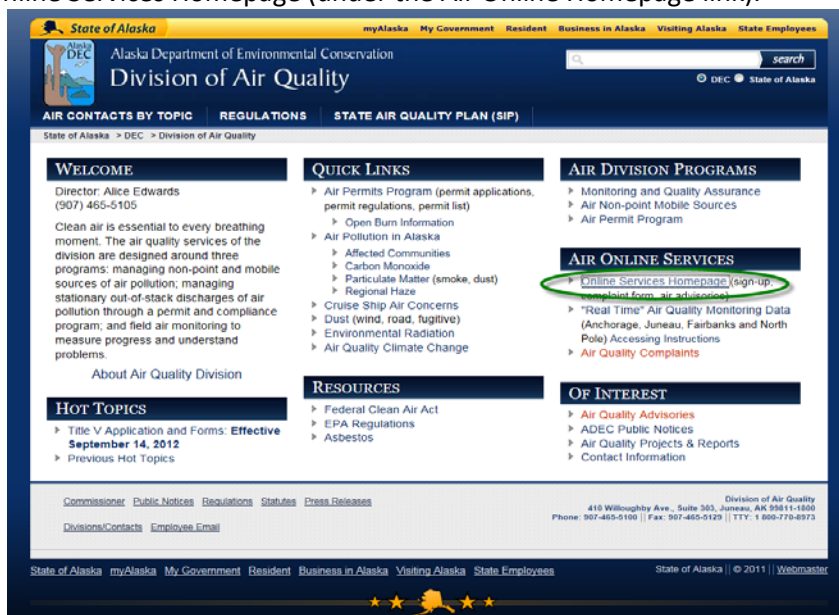 nline Services Homepage (under the Air Online Homepage link).
State of Alaska
myAlaska My Government Resident Business in Alaska Visiting Alaska State Employees
Alaska
DEC
Alaska Department of Environmental Conservation
Division of Air Quality
search
DEC State of Alaska
AIR CONTACTS BY TOPIC REGULATIONS STATE AIR QUALITY PLAN (SIP)
State of Alaska > DEC > Division of Air Quality
WELCOME
Director: Alice Edwards
(907) 465-5105
Clean air is essential to every breathing
moment. The air quality services of the
division are designed around three
programs: managing non-point and mobile
sources of air pollution; managing
stationary out-of-stack discharges of air
pollution through a permit and compliance
program; and field air monitoring to
measure progress and understand
problems.
About Air Quality Division
HOT TOPICS
Title V Application and Forms: Effective
September 14, 2012
Previous Hot Topics
QUICK LINKS
Air Permits Program (permit applications,
permit regulations, permit list)
Open Burn Information
Air Pollution in Alaska
Affected Communities
Carbon Monoxide
Particulate Matter (smoke, dust)
Regional Haze
Cruise Ship Air Concerns
Dust (wind, road, fugitive)
Environmental Radiation
Air Quality Climate Change
RESOURCES
Federal Clean Air Act
EPA Regulations
Asbestos
AIR DIVISION PROGRAMS
Monitoring and Quality Assurance
Air Non-point Mobile Sources
Air Permit Program
AIR ONLINE SERVICES
Online Services Homepage (sign-up,
complaint form, air advisories)
"Real Time" Air Quality Monitoring Data
(Anchorage, Juneau, Fairbanks and North
Pole) Accessing Instructions
Air Quality Complaints
OF INTEREST
Air Quality Advisories
ADEC Public Notices
Air Quality Projects & Reports
Contact Information
Commissioner Public Notices Regulations Statutes Press Releases
Divisions/Contacts Employee Email
Division of Air Quality
410 Willoughby Ave., Suite 303, Juneau, AK 99811-1800
Phone: 907-465-5100 || Fax: 907-465-5129 || TTY: 1 800-770-8973
State of Alaska myAlaska My Government Resident Business in Alaska Visiting Alaska State Employees
State of Alaska || © 2011 || Webmaster